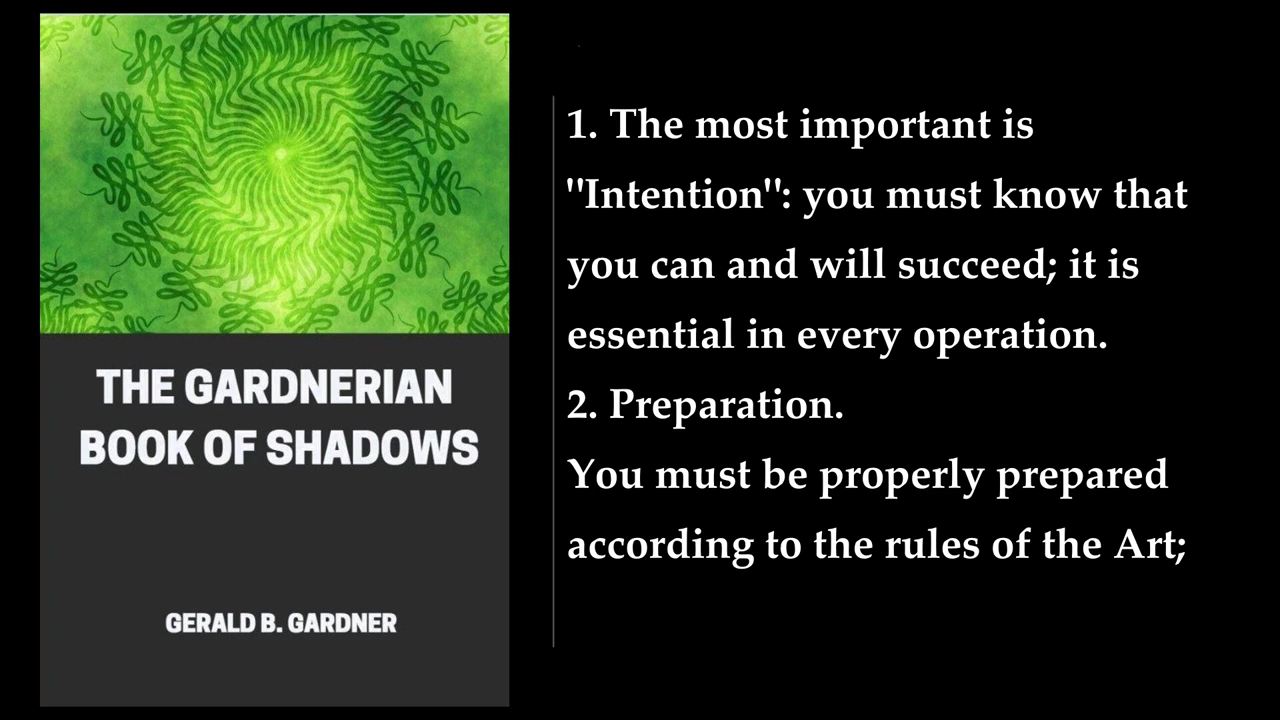 THE GARDNERIAN
BOOK OF SHADOWS
GERALD B. GARDNER
1. The most important is
"Intention": you must know that
you can and will succeed; it is
essential in every operation.
2. Preparation.
You must be properly prepared
according to the rules of the Art;